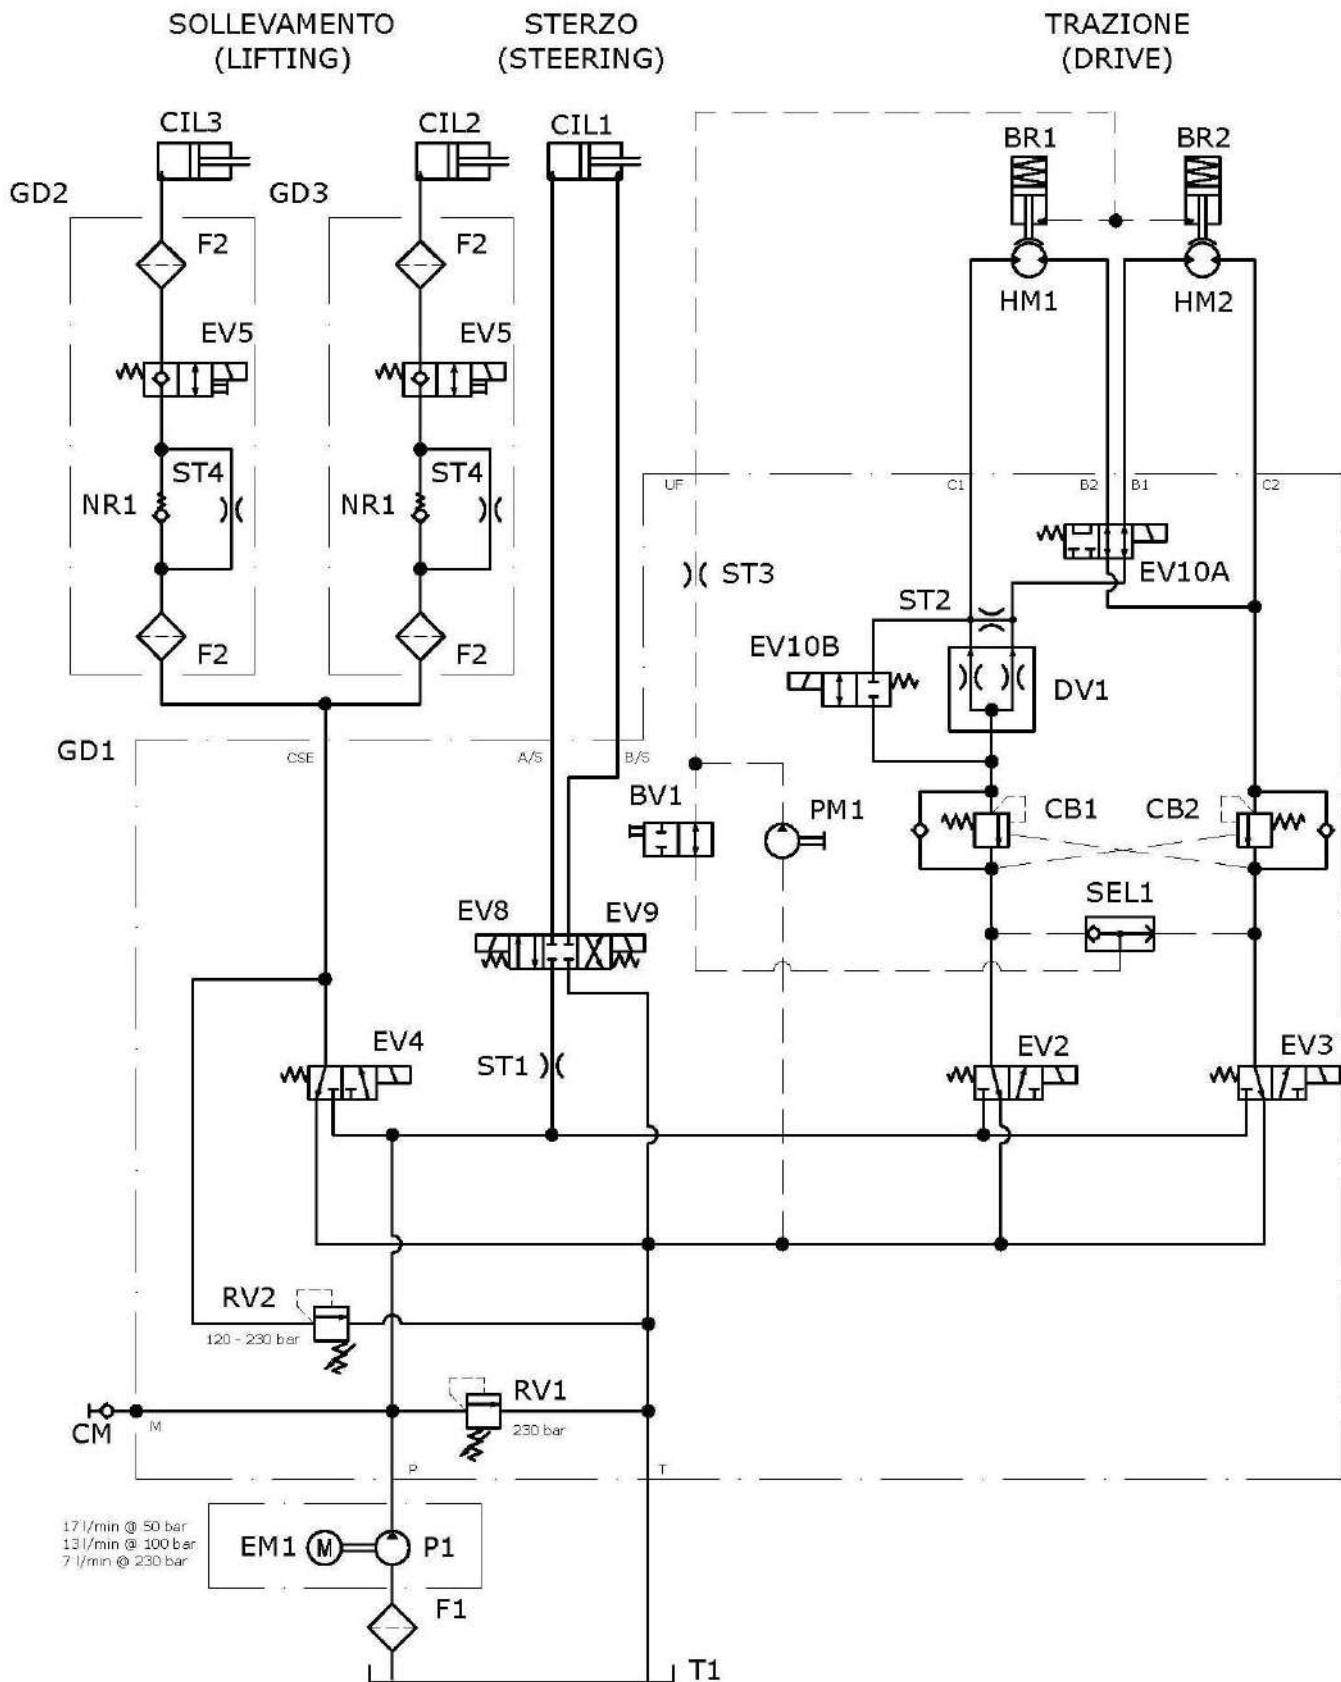 SOLLEVAMENTO
(LIFTING)
STERZO
(STEERING)
TRAZIONE
(DRIVE)
CIL3
CIL2
CIL1
BR1
BR2
GD2
GD3
F2
F2
HM1
HM2
EV5
EV5
ST4
ST4
UF
C1
B2
B1
C2
NR1
NR1
EV10A
ST3
ST2
F2
F2
EV10B
DV1
GD1
CSE
A/S
B/S
BV1
PM1
CB1
CB2
SEL1
EV8
EV9
EV4
ST1
EV2
EV3
RV2
120 - 230 bar
RV1
230 bar
CM
M
P
T
17 l/min @ 50 bar
13 l/min @ 100 bar
7 l/min @ 230 bar
EM1
M
P1
F1
T1